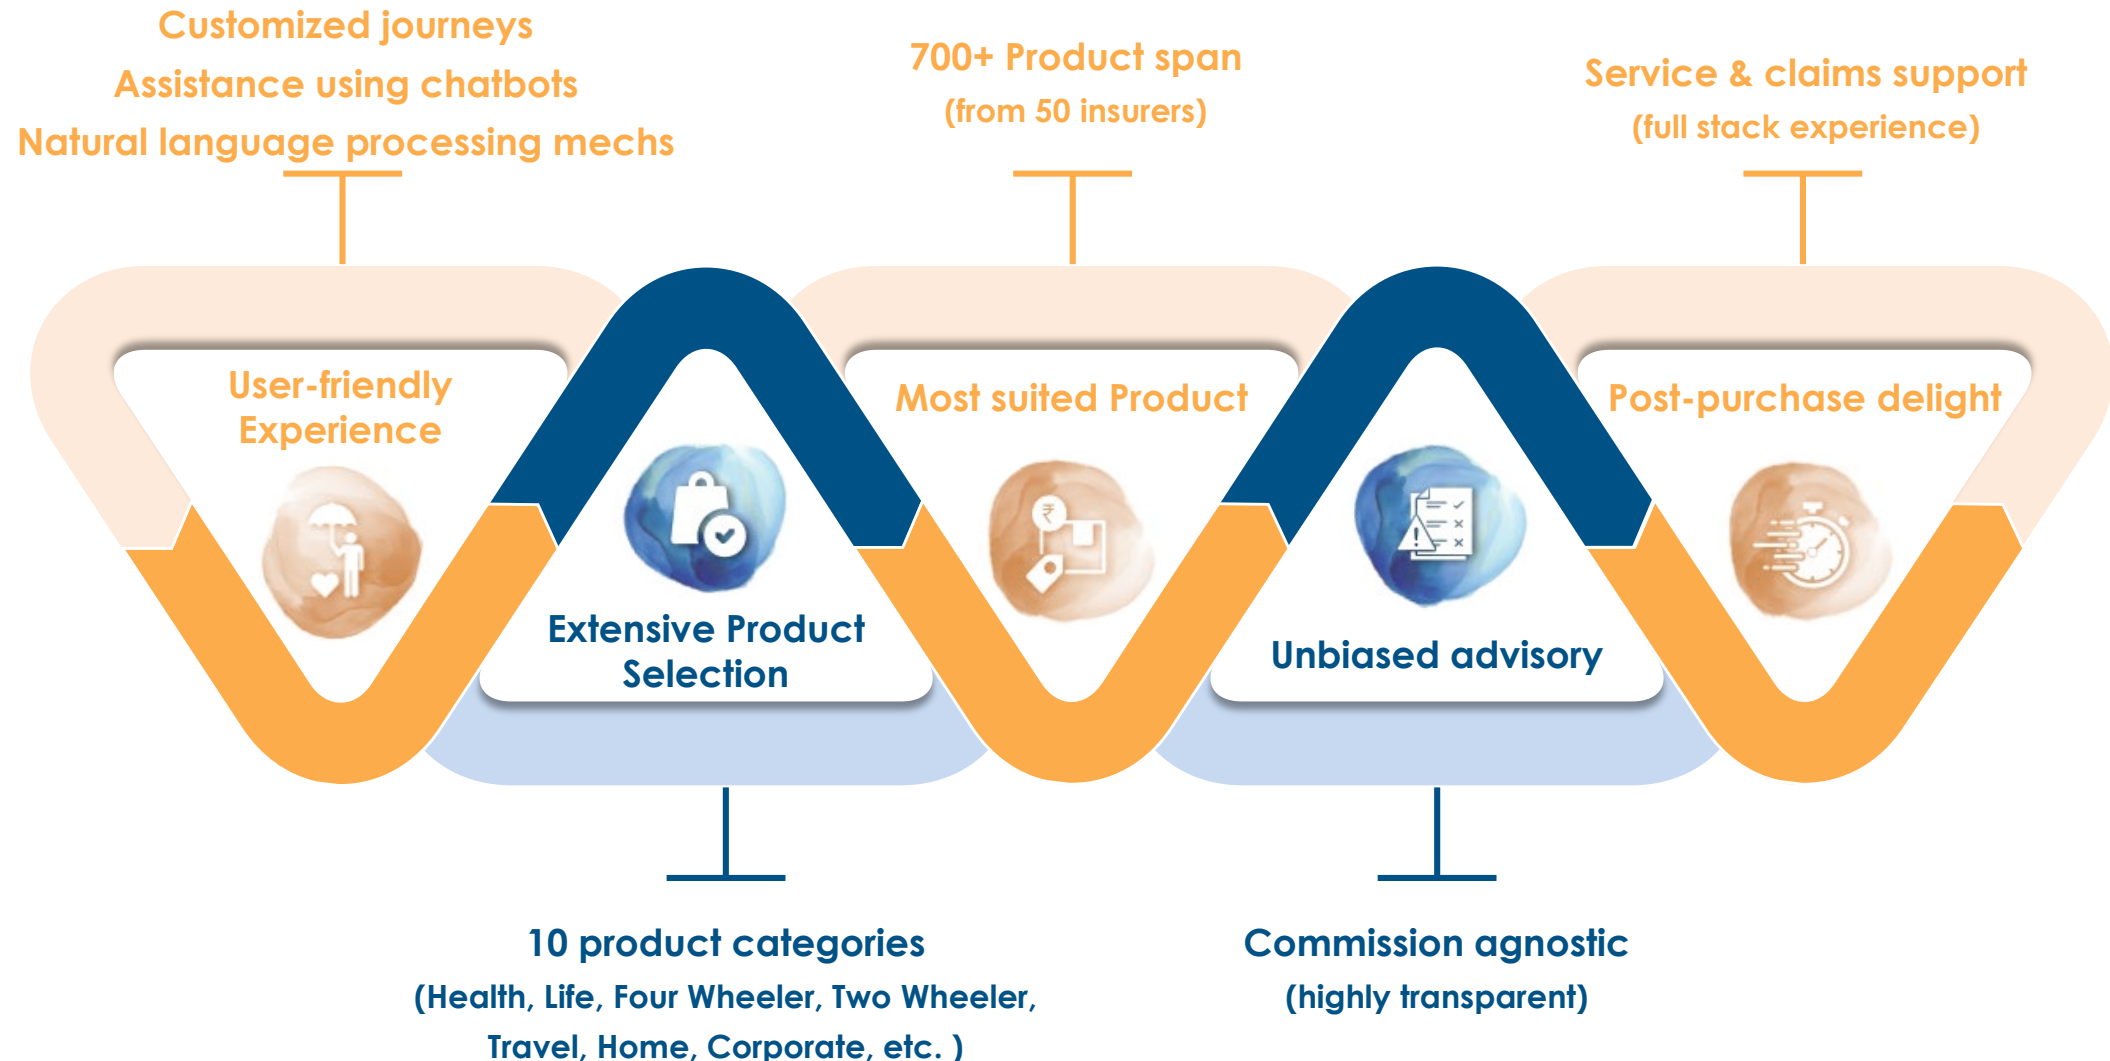 Customized journeys
Assistance using chatbots
Natural language processing mechs
700+ Product span
(from 50 insurers)
Service & claims support
(full stack experience)
User-friendly
Experience
Most suited Product
Post-purchase delight
₹
Extensive Product
Selection
Unbiased advisory
10 product categories
(Health, Life, Four Wheeler, Two Wheeler,
Travel, Home, Corporate, etc. )
Commission agnostic
(highly transparent)